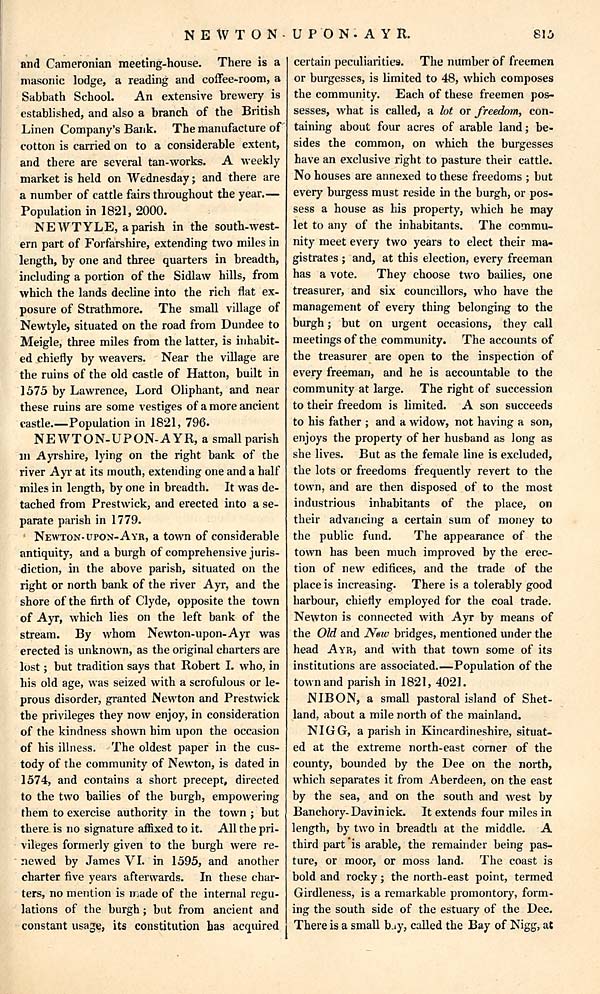 NEWTON-UPON-AYR. 815
and Cameronian meeting-house. There is a
masonic lodge, a reading and coffee-room, a
Sabbath School. An extensive brewery is
established, and also a branch of the British
Linen Company's Bank. The manufacture of
cotton is carried on to a considerable extent,
and there are several tan-works. A weekly
market is held on Wednesday; and there are
a number of cattle fairs throughout the year.—
Population in 1821, 2000.
NEWTYLE, a parish in the south-west-
ern part of Forfarshire, extending two miles in
length, by one and three quarters in breadth,
including a portion of the Sidlaw hills, from
which the lands decline into the rich flat ex-
posure of Strathmore. The small village of
Newtyle, situated on the road from Dundee to
Meigle, three miles from the latter, is inhabit-
ed chiefly by weavers. Near the village are
the ruins of the old castle of Hatton, built in
1575 by Lawrence, Lord Oliphant, and near
these ruins are some vestiges of a more ancient
castle.—Population in 1821, 796.
NEWTON-UPON-AYR, a small parish
in Ayrshire, lying on the right bank of the
river Ayr at its mouth, extending one and a half
miles in length, by one in breadth. It was de-
tached from Prestwick, and erected into a se-
parate parish in 1779.
NEWTON-UPON-AYR, a town of considerable
antiquity, and a burgh of comprehensive juris-
diction, in the above parish, situated on the
right or north bank of the river Ayr, and the
shore of the firth of Clyde, opposite the town
of Ayr, which lies on the left bank of the
stream. By whom Newton-upon-Ayr was
erected is unknown, as the original charters are
lost; but tradition says that Robert I. who, in
his old age, was seized with a scrofulous or le-
prous disorder, granted Newton and Prestwick
the privileges they now enjoy, in consideration
of the kindness shown him upon the occasion
of his illness. The oldest paper in the cus-
tody of the community of Newton, is dated in
1574, and contains a short precept, directed
to the two bailies of the burgh, empowering
them to exercise authority in the town; but
there is no signature affixed to it. All the pri-
vileges formerly given to the burgh were re-
newed by James VI. in 1595, and another
charter five years afterwards. In these char-
ters, no mention is made of the internal regu-
lations of the burgh; but from ancient and
constant usage, its constitution has acquired
certain peculiarities. The number of freemen
or burgesses, is limited to 48, which composes
the community. Each of these freemen pos-
sesses, what is called, a lot or freedom, con-
taining about four acres of arable land; be-
sides the common, on which the burgesses
have an exclusive right to pasture their cattle.
No houses are annexed to these freedoms; but
every burgess must reside in the burgh, or pos-
sess a house as his property, which he may
let to any of the inhabitants. The commu-
nity meet every two years to elect their ma-
gistrates; and, at this election, every freeman
has a vote. They choose two bailies, one
treasurer, and six councillors, who have the
management of every thing belonging to the
burgh; but on urgent occasions, they call
meetings of the community. The accounts of
the treasurer are open to the inspection of
every freeman, and he is accountable to the
community at large. The right of succession
to their freedom is limited. A son succeeds
to his father; and a widow, not having a son,
enjoys the property of her husband as long as
she lives. But as the female line is excluded,
the lots or freedoms frequently revert to the
town, and are then disposed of to the most
industrious inhabitants of the place, on
their advancing a certain sum of money to
the public fund. The appearance of the
town has been much improved by the erec-
tion of new edifices, and the trade of the
place is increasing. There is a tolerably good
harbour, chiefly employed for the coal trade.
Newton is connected with Ayr by means of
the Old and New bridges, mentioned under the
head AYR, and with that town some of its
institutions are associated.—Population of the
town and parish in 1821, 4021.
NIBON, a small pastoral island of Shet-
land, about a mile north of the mainland.
NIGG, a parish in Kincardineshire, situat-
ed at the extreme north-east corner of the
county, bounded by the Dee on the north,
which separates it from Aberdeen, on the east
by the sea, and on the south and west by
Banchory-Davinick. It extends four miles in
length, by two in breadth at the middle. A
third part is arable, the remainder being pas-
ture, or moor, or moss land. The coast is
bold and rocky; the north-east point, termed
Girdleness, is a remarkable promontory, form-
ing the south side of the estuary of the Dee.
There is a small bay, called the Bay of Nigg, at